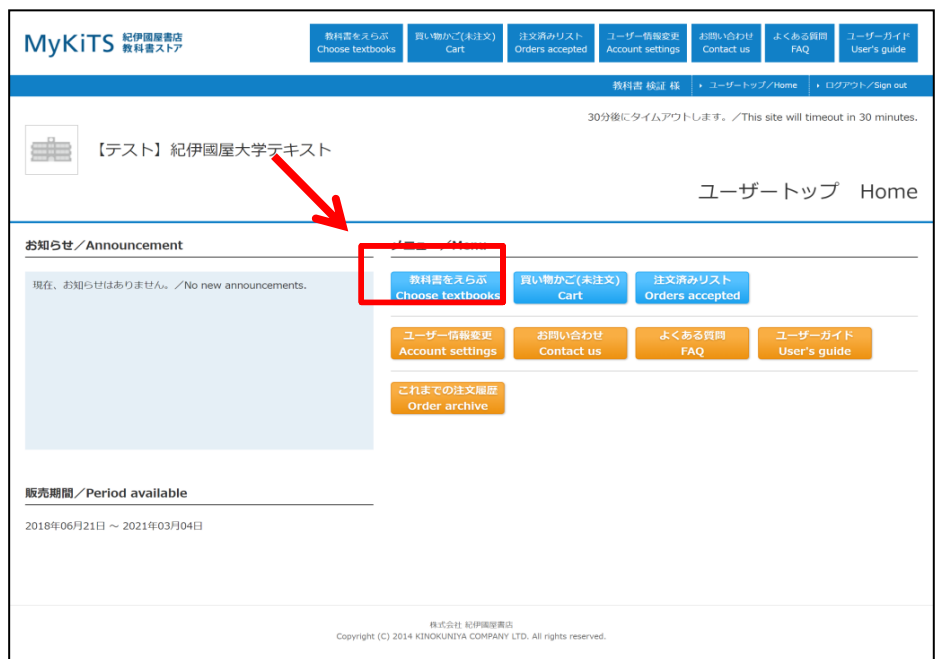 MyKiTS 紀伊國屋書店
教科書ストア
教科書をえらぶ
Choose textbooks
買い物かご(未注文)
Cart
注文済みリスト
Orders accepted
ユーザー情報変更
Account settings
お問い合わせ
Contact us
よくある質問
FAQ
ユーザーガイド
User's guide
教科書 検証 様
ユーザートップ/Home
ログアウト/Sign out
30分後にタイムアウトします。/This site will timeout in 30 minutes.
【テスト】紀伊國屋大学テキスト
ユーザートップ Home
お知らせ/Announcement
現在、お知らせはありません。/No new announcements.
メニュー/Menu
教科書をえらぶ
Choose textbooks
買い物かご(未注文)
Cart
注文済みリスト
Orders accepted
ユーザー情報変更
Account settings
お問い合わせ
Contact us
よくある質問
FAQ
ユーザーガイド
User's guide
これまでの注文履歴
Order archive
販売期間/Period available
2018年06月21日 ～ 2021年03月04日
株式会社 紀伊國屋書店
Copyright (C) 2014 KINOKUNIYA COMPANY LTD. All rights reserved.